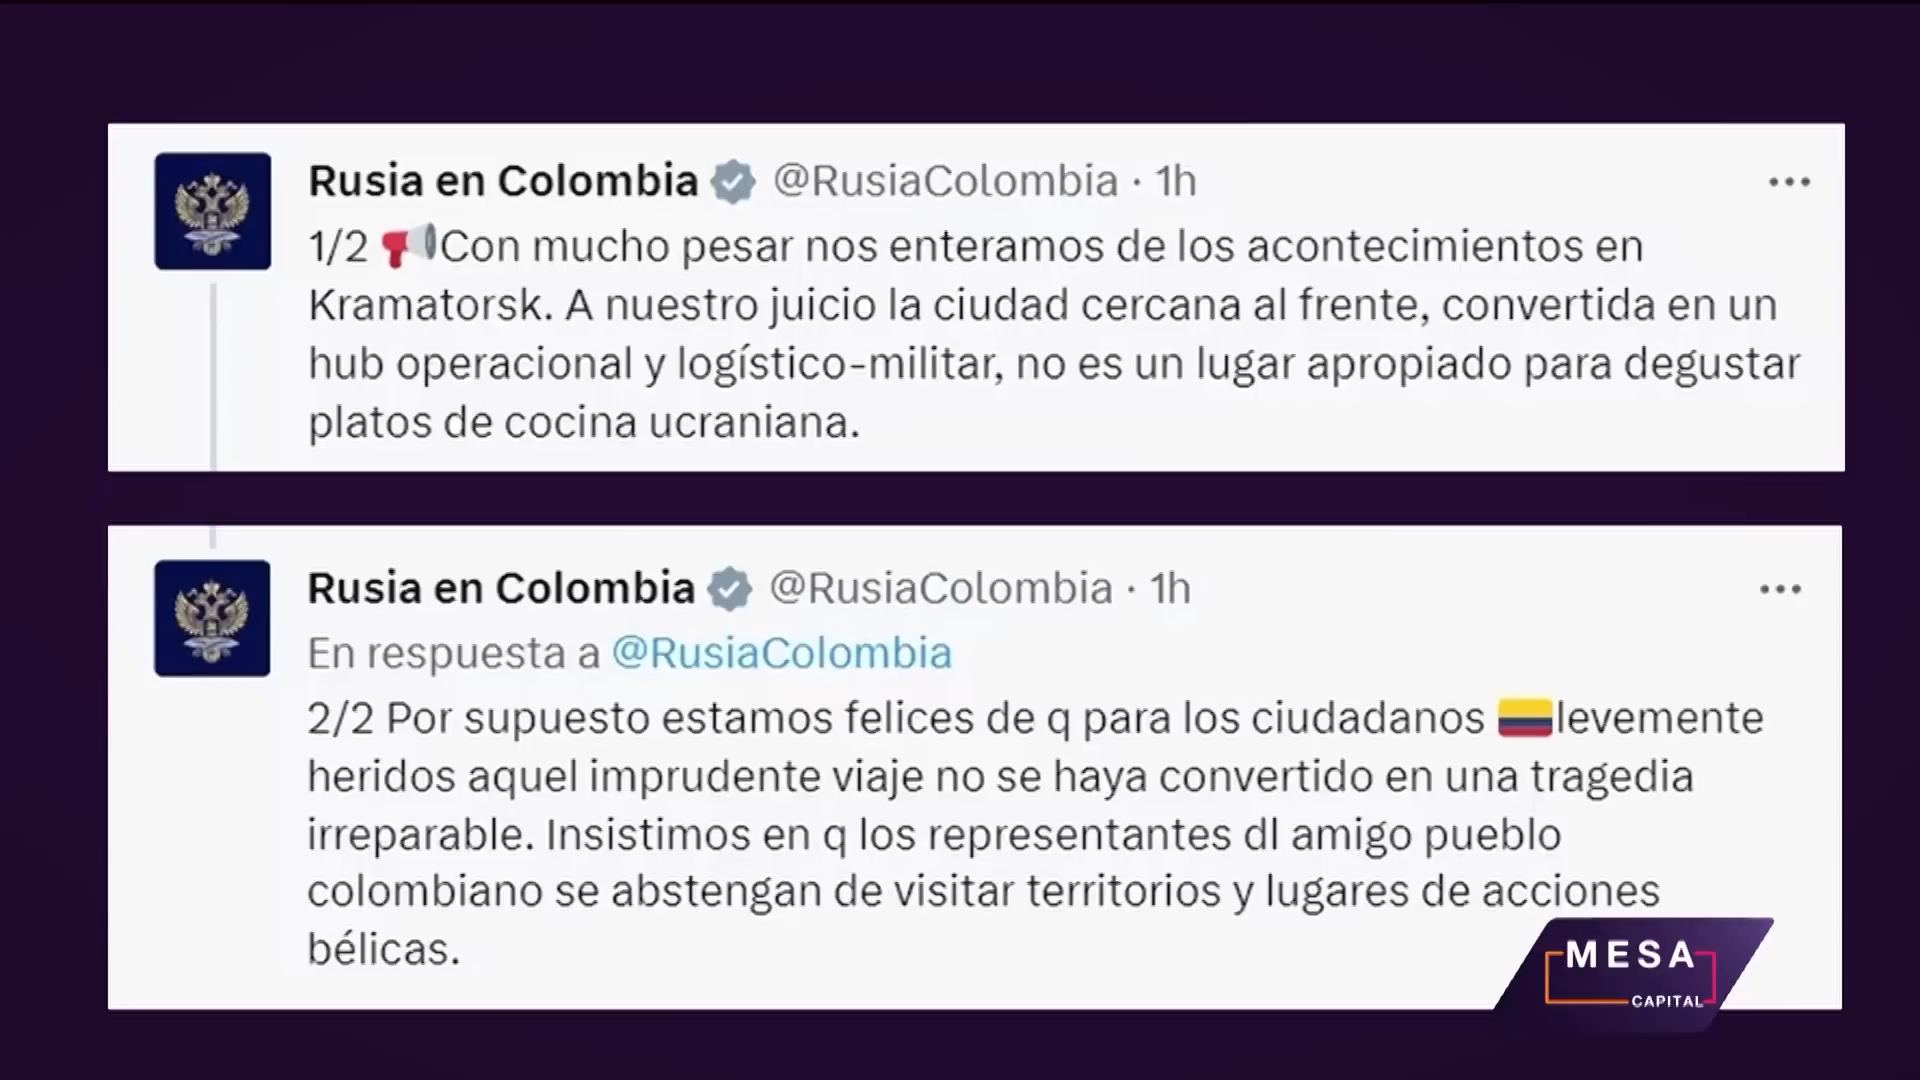 Rusia en Colombia @RusiaColombia · 1h
1/2 📢Con mucho pesar nos enteramos de los acontecimientos en
Kramatorsk. A nuestro juicio la ciudad cercana al frente, convertida en un
hub operacional y logístico-militar, no es un lugar apropiado para degustar
platos de cocina ucraniana.
Rusia en Colombia @RusiaColombia · 1h
En respuesta a @RusiaColombia
2/2 Por supuesto estamos felices de q para los ciudadanos 🇨🇴levemente
heridos aquel imprudente viaje no se haya convertido en una tragedia
irreparable. Insistimos en q los representantes dl amigo pueblo
colombiano se abstengan de visitar territorios y lugares de acciones
bélicas.
MESA
CAPITAL